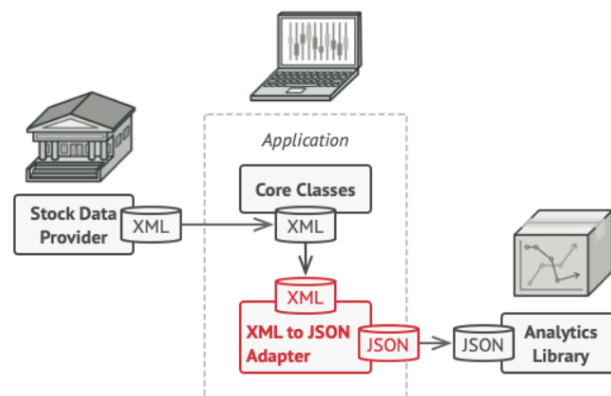 Application
Core Classes
XML
Stock Data
Provider
XML
XML
XML to JSON
Adapter
JSON
JSON
Analytics
Library